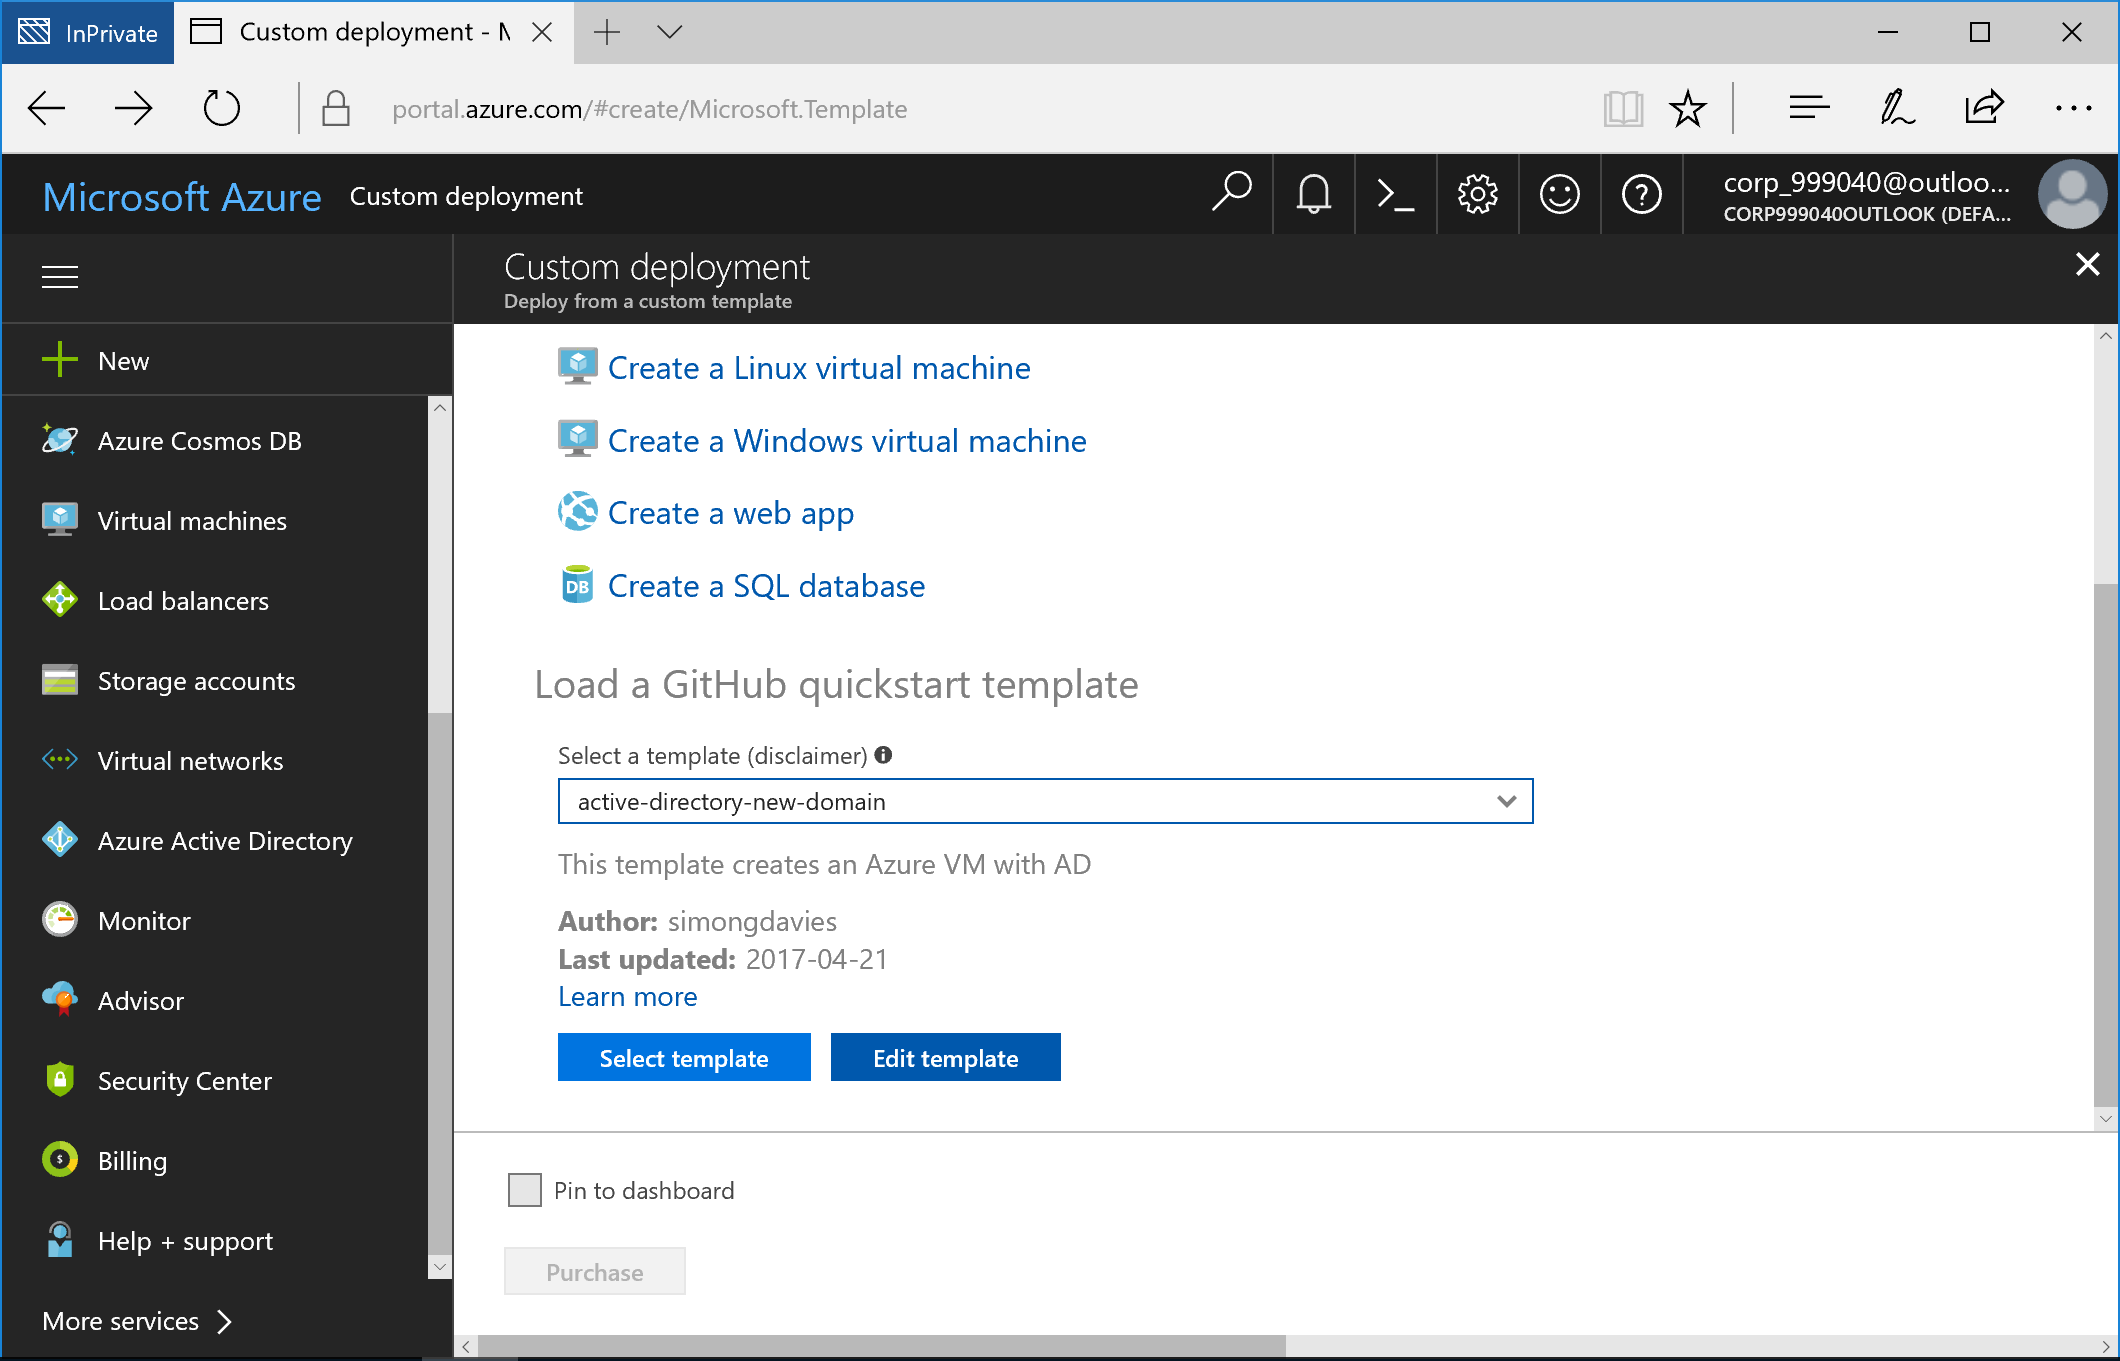 InPrivate
Custom deployment - M
portal.azure.com/#create/Microsoft.Template
Microsoft Azure Custom deployment
corp_999040@outloo...
CORP999040OUTLOOK (DEFA...
Custom deployment
Deploy from a custom template
New
Azure Cosmos DB
Virtual machines
Load balancers
Storage accounts
Virtual networks
Azure Active Directory
Monitor
Advisor
Security Center
Billing
Help + support
More services
Create a Linux virtual machine
Create a Windows virtual machine
Create a web app
DB Create a SQL database
Load a GitHub quickstart template
Select a template (disclaimer)
active-directory-new-domain
This template creates an Azure VM with AD
Author: simongdavies
Last updated: 2017-04-21
Learn more
Select template Edit template
Pin to dashboard
Purchase